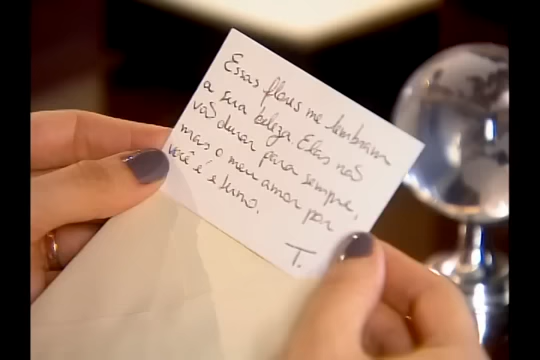 Essas flores me lembram
a sua beleza. Elas não
vão durar para sempre,
mas o meu amor por
você é eterno.
T.